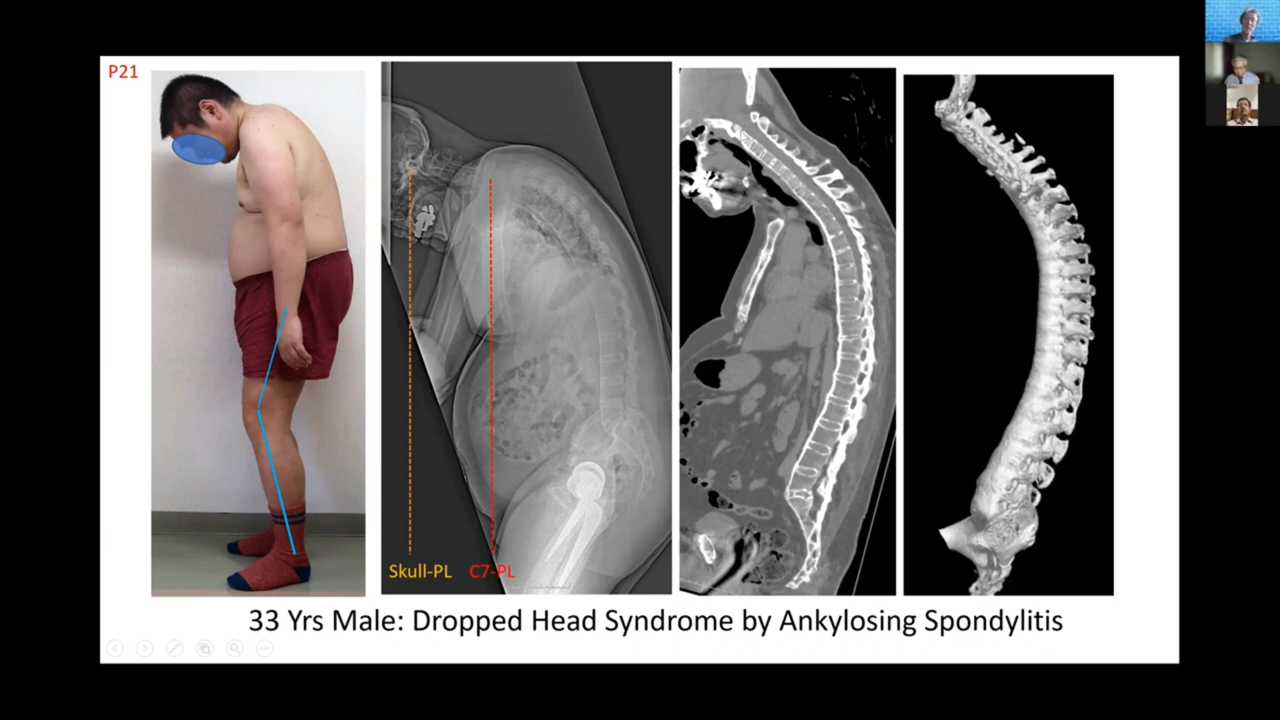 P21
Skull-PL C7-PL
33 Yrs Male: Dropped Head Syndrome by Ankylosing Spondylitis